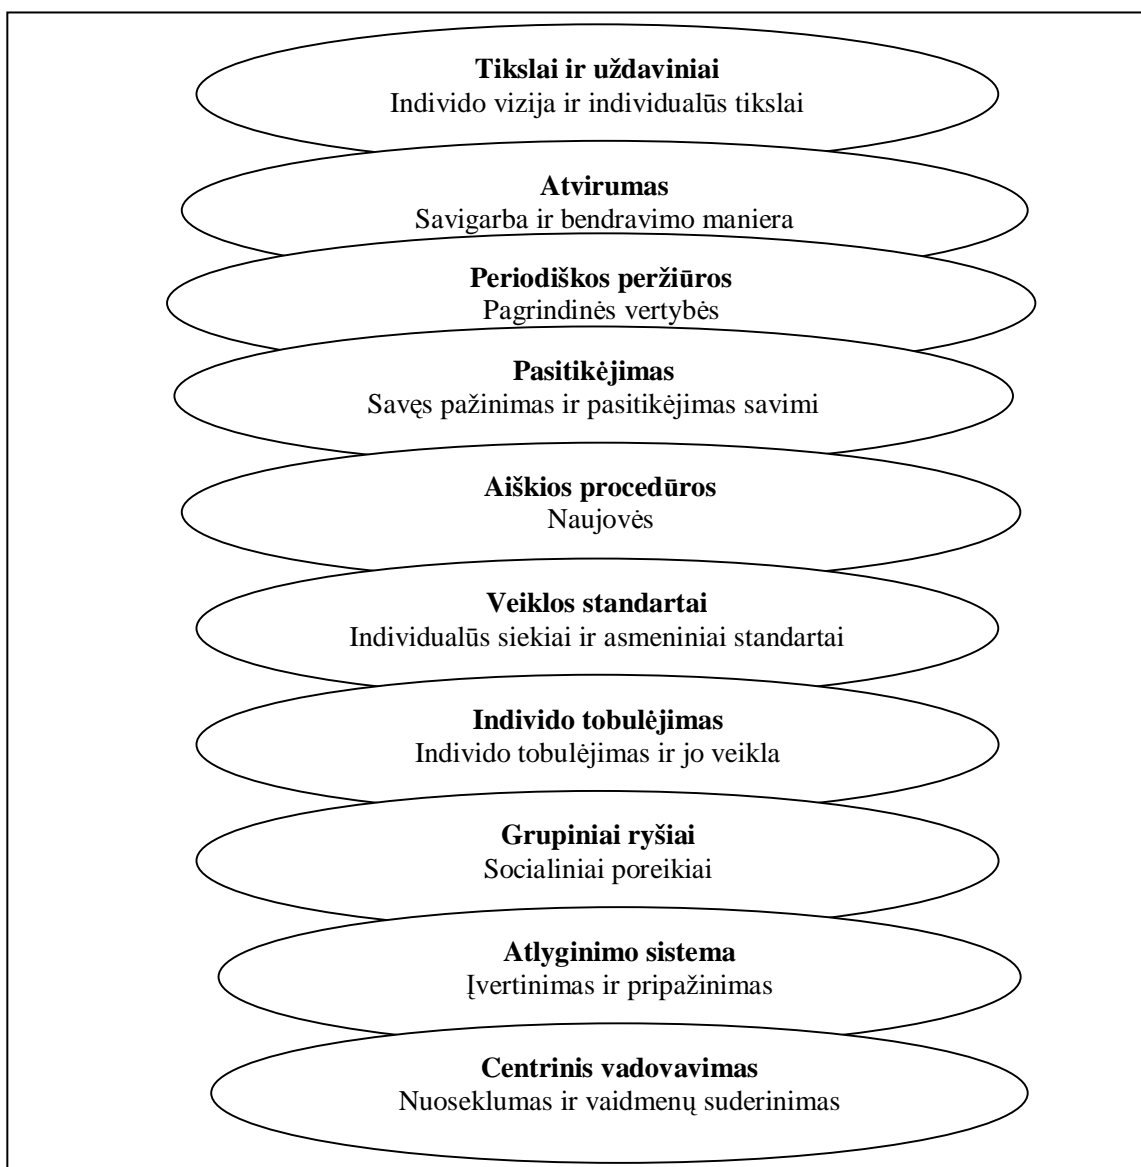 Tikslai ir uždaviniai
Individo vizija ir individualūs tikslai
Atvirumas
Savigarba ir bendravimo maniera
Periodiškos peržiūros
Pagrindinės vertybės
Pasitikėjimas
Savęs pažinimas ir pasitikėjimas savimi
Aiškios procedūros
Naujovės
Veiklos standartai
Individualūs siekiai ir asmeniniai standartai
Individo tobulėjimas
Individo tobulėjimas ir jo veikla
Grupiniai ryšiai
Socialiniai poreikiai
Atlyginimo sistema
Įvertinimas ir pripažinimas
Centrinis vadovavimas
Nuoseklumas ir vaidmenų suderinimas